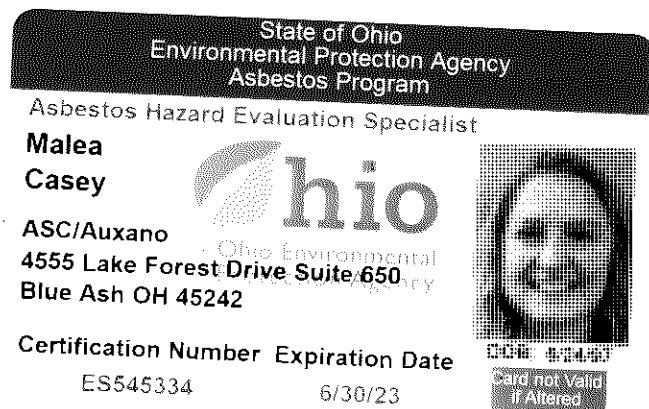 State of Ohio
Environmental Protection Agency
Asbestos Program
Asbestos Hazard Evaluation Specialist
Malea
Casey
Ohio
ASC/Auxano
Ohio Environmental
Protection Agency
4555 Lake Forest Drive Suite 650
Blue Ash OH 45242
Certification Number Expiration Date
ES545334 6/30/23
Card not Valid
if Altered